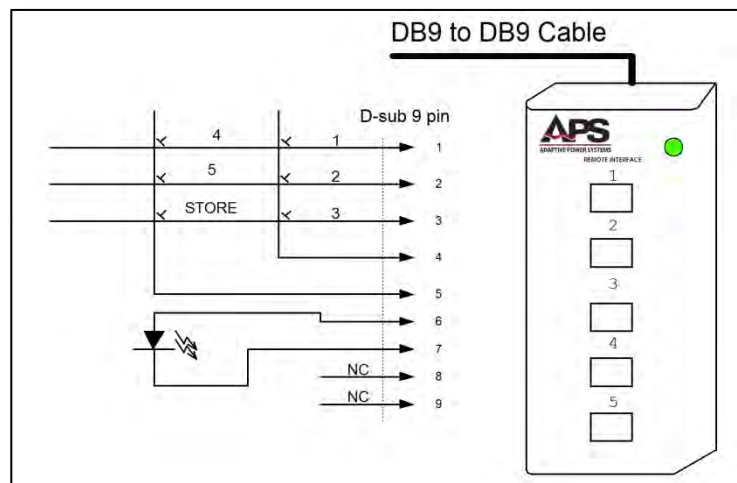 DB9 to DB9 Cable
D-sub 9 pin
4 1 1
5 2 2
STORE 3 3
4
5
6
7
NC 8
NC 9
APS
ADAPTIVE POWER SYSTEMS
REMOTE INTERFACE
1
2
3
4
5